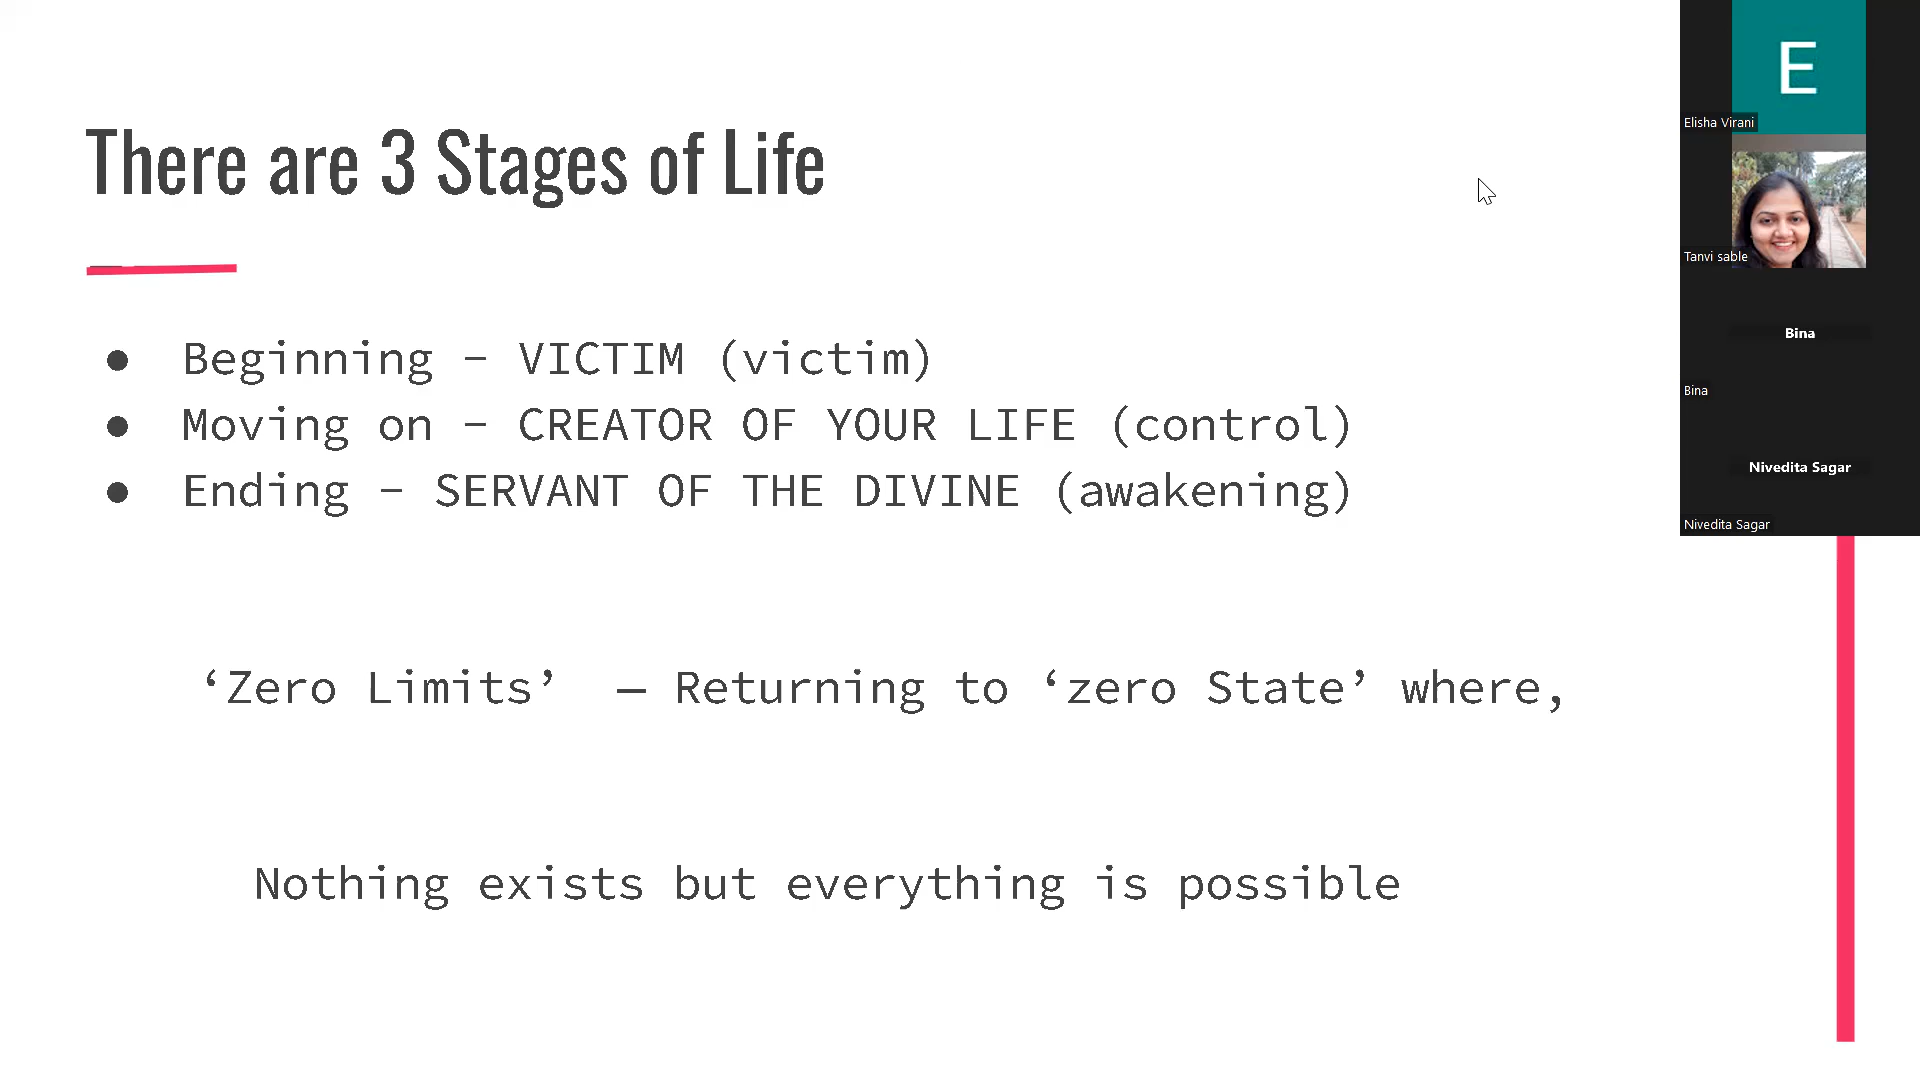 There are 3 Stages of Life
● Beginning – VICTIM (victim)
● Moving on – CREATOR OF YOUR LIFE (control)
● Ending – SERVANT OF THE DIVINE (awakening)
‘Zero Limits’ — Returning to ‘zero State’ where,
Nothing exists but everything is possible
E
Elisha Virani
Tanvi sable
Bina
Bina
Nivedita Sagar
Nivedita Sagar